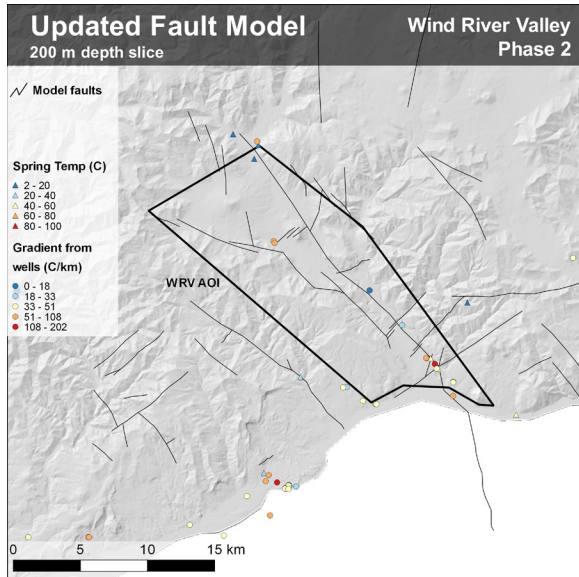 Updated Fault Model
200 m depth slice
Wind River Valley
Phase 2
Model faults
Spring Temp (C)
2 - 20
20 - 40
40 - 60
60 - 80
80 - 100
Gradient from
wells (C/km)
0 - 18
18 - 33
33 - 51
51 - 108
108 - 202
WRV AOI
0 5 10 15 km